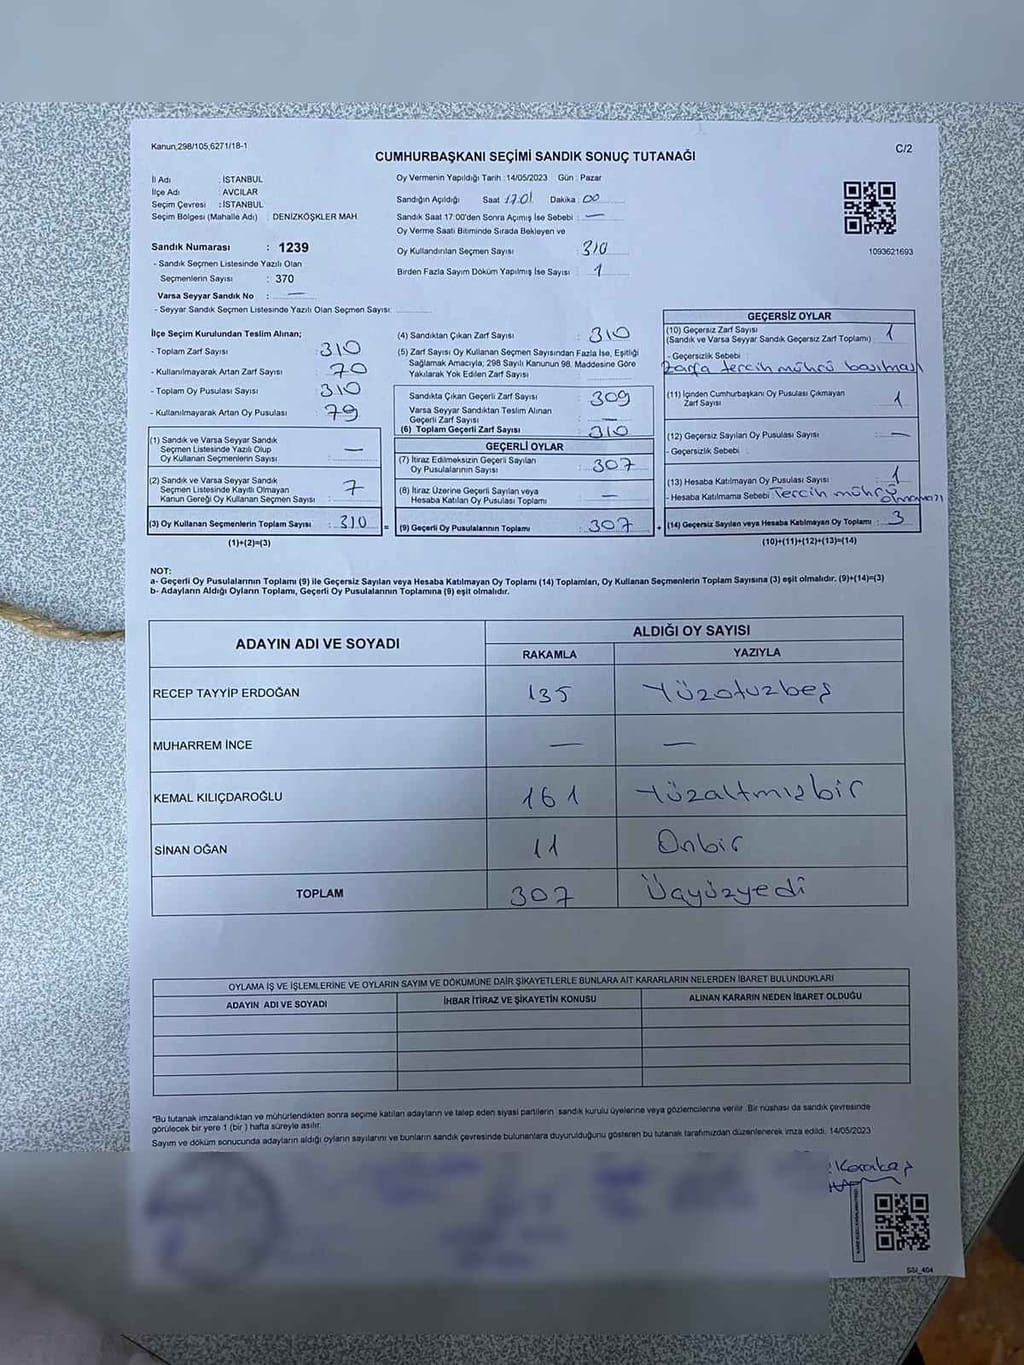 Kanun,298/105,6271/18-1
C/2
CUMHURBAŞKANI SEÇİMİ SANDIK SONUÇ TUTANAĞI
İl Adı : İSTANBUL
İlçe Adı : AVCILAR
Seçim Çevresi : İSTANBUL
Seçim Bölgesi (Mahalle Adı) : DENİZKÖŞKLER MAH.
Sandık Numarası : 1239
- Sandık Seçmen Listesinde Yazılı Olan
Seçmenlerin Sayısı : 370
Varsa Seyyar Sandık No : —
- Seyyar Sandık Seçmen Listesinde Yazılı Olan Seçmen Sayısı:
Oy Vermenin Yapıldığı Tarih : 14/05/2023 Gün : Pazar
Sandığın Açıldığı Saat 17:01 Dakika : 00
Sandık Saat 17:00'den Sonra Açımış İse Sebebi : —
Oy Verme Saati Bitiminde Sırada Bekleyen ve
Oy Kullandırılan Seçmen Sayısı : 310
Birden Fazla Sayım Döküm Yapılmış İse Sayısı : 1
1093621693
İlçe Seçim Kurulundan Teslim Alınan;
- Toplam Zarf Sayısı : 310
- Kullanılmayarak Artan Zarf Sayısı : 70
- Toplam Oy Pusulası Sayısı : 310
- Kullanılmayarak Artan Oy Pusulası : 79
(1) Sandık ve Varsa Seyyar Sandık
Seçmen Listesinde Yazılı Olup
Oy Kullanan Seçmenlerin Sayısı : —
(2) Sandık ve Varsa Seyyar Sandık
Seçmen Listesinde Kayıtlı Olmayan
Kanun Gereği Oy Kullanan Seçmen Sayısı : 7
(3) Oy Kullanan Seçmenlerin Toplam Sayısı : 310 =
(1)+(2)=(3)
(4) Sandıktan Çıkan Zarf Sayısı : 310
(5) Zarf Sayısı Oy Kullanan Seçmen Sayısından Fazla İse, Eşitliği
Sağlamak Amacıyla, 298 Sayılı Kanunun 98. Maddesine Göre
Yakılarak Yok Edilen Zarf Sayısı
Sandıkta Çıkan Geçerli Zarf Sayısı : 309
Varsa Seyyar Sandıktan Teslim Alınan
Geçerli Zarf Sayısı : —
(6) Toplam Geçerli Zarf Sayısı : 310
GEÇERLİ OYLAR
(7) İtiraz Edilmeksizin Geçerli Sayılan
Oy Pusulalarının Sayısı : 307
(8) İtiraz Üzerine Geçerli Sayılan veya
Hesaba Katılan Oy Pusulası Toplamı : —
(9) Geçerli Oy Pusulalarının Toplamı : 307 +
GEÇERSİZ OYLAR
(10) Geçersiz Zarf Sayısı
(Sandık ve Varsa Seyyar Sandık Geçersiz Zarf Toplamı) : 1
- Geçersizlik Sebebi :
Zarfa tercih mührü basılması
(11) İçinden Cumhurbaşkanı Oy Pusulası Çıkmayan
Zarf Sayısı : 1
(12) Geçersiz Sayılan Oy Pusulası Sayısı : —
- Geçersizlik Sebebi :
(13) Hesaba Katılmayan Oy Pusulası Sayısı : 1
- Hesaba Katılmama Sebebi Tercih mührü
olmaması
(14) Geçersiz Sayılan veya Hesaba Katılmayan Oy Toplamı : 3
(10)+(11)+(12)+(13)=(14)
NOT:
a- Geçerli Oy Pusulalarının Toplamı (9) ile Geçersiz Sayılan veya Hesaba Katılmayan Oy Toplamı (14) Toplamları, Oy Kullanan Seçmenlerin Toplam Sayısına (3) eşit olmalıdır. (9)+(14)=(3)
b- Adayların Aldığı Oyların Toplamı, Geçerli Oy Pusulalarının Toplamına (9) eşit olmalıdır.
ADAYIN ADI VE SOYADI
ALDIĞI OY SAYISI
RAKAMLA YAZIYLA
RECEP TAYYİP ERDOĞAN 135 Yüzotuzbeş
MUHARREM İNCE — —
KEMAL KILIÇDAROĞLU 161 Yüzaltmışbir
SİNAN OĞAN 11 Onbir
TOPLAM 307 Üçyüzyedi
OYLAMA İŞ VE İŞLEMLERİNE VE OYLARIN SAYIM VE DÖKÜMÜNE DAİR ŞİKAYETLERLE BUNLARA AİT KARARLARIN NELERDEN İBARET BULUNDUKLARI
ADAYIN ADI VE SOYADI İHBAR İTİRAZ VE ŞİKAYETİN KONUSU ALINAN KARARIN NEDEN İBARET OLDUĞU
*Bu tutanak imzalandıktan ve mühürlendikten sonra seçime katılan adayların ve talep eden siyasi partilerin sandık kurulu üyelerine veya gözlemcilerine verilir. Bir nüshası da sandık çevresinde
görülecek bir yere 1 (bir) hafta süreyle asılır.
Sayım ve döküm sonucunda adayların aldığı oyların sayılarını ve bunların sandık çevresinde bulunanlara duyurulduğunu gösteren bu tutanak tarafımızdan düzenlenerek imza edildi. 14/05/2023
Karakaş
SSI_404